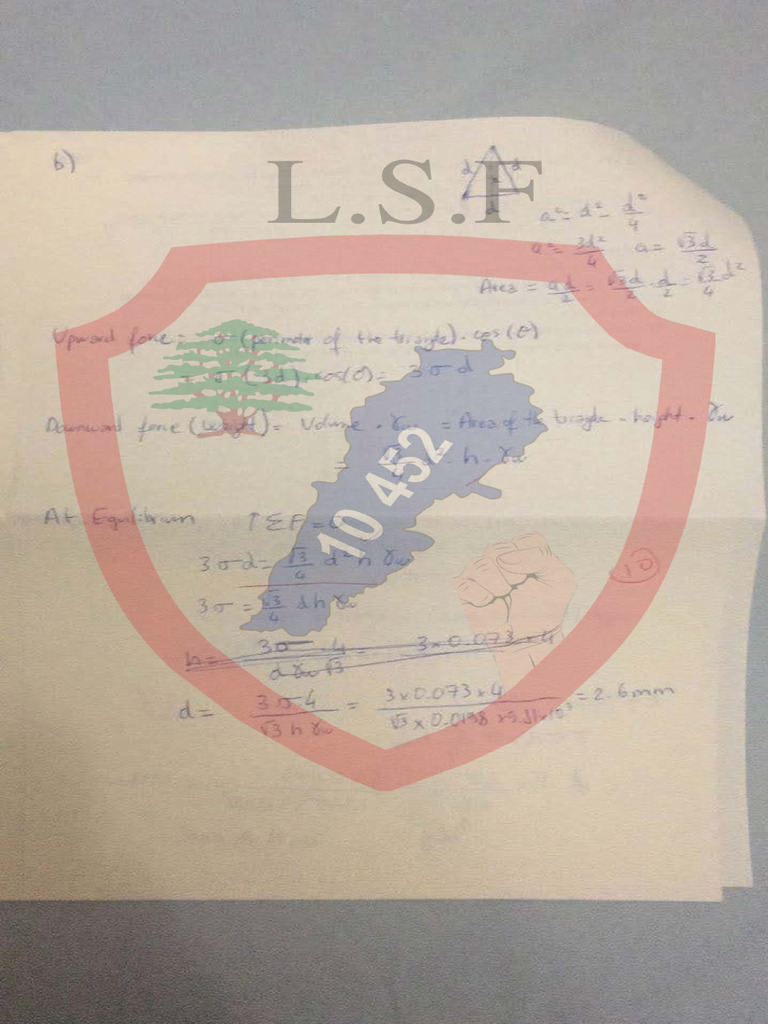 b)
L.S.F
d d
d
a² = d² - d²/4
a² = 3d²/4 a = √3d/2
Area = ad/2 = √3d/2 · d/2 = √3/4 d²
Upward force = σ (perimeter of the triangle) · cos(θ)
= σ (3d) cos(θ) = 3σd
Downward force (weight) = Volume · γw = Area of the triangle · height · γw
= √3/4 d² · h · γw
At Equilibrium ↑ΣF = 0
10 452
3σd = √3/4 d² h γw
10
3σ = √3/4 d h γw
h = 3σ · 4 / d γw √3 = 3 × 0.073 × 4
d = 3σ4 / √3 h γw = 3 × 0.073 × 4 / √3 × 0.0198 × 9.81 × 10³ = 2.6mm